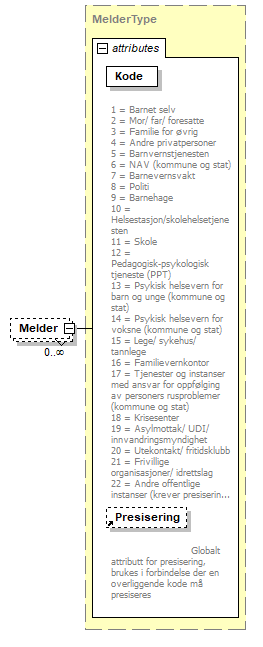 MelderType
attributes
Kode
1 = Barnet selv
2 = Mor/ far/ foresatte
3 = Familie for øvrig
4 = Andre privatpersoner
5 = Barnvernstjenesten
6 = NAV (kommune og stat)
7 = Barnevernsvakt
8 = Politi
9 = Barnehage
10 =
Helsestasjon/skolehelsetjene
sten
11 = Skole
12 =
Pedagogisk-psykologisk
tjeneste (PPT)
13 = Psykisk helsevern for
barn og unge (kommune og
stat)
14 = Psykisk helsevern for
voksne (kommune og stat)
15 = Lege/ sykehus/
tannlege
16 = Familievernkontor
17 = Tjenester og instanser
med ansvar for oppfølging
av personers rusproblemer
(kommune og stat)
18 = Krisesenter
19 = Asylmottak/ UDI/
innvandringsmyndighet
20 = Utekontakt/ fritidsklubb
21 = Frivillige
organisasjoner/ idrettslag
22 = Andre offentlige
instanser (krever presiserin...
Melder
0..∞
Presisering
Globalt
attributt for presisering,
brukes i forbindelse der en
overliggende kode må
presiseres